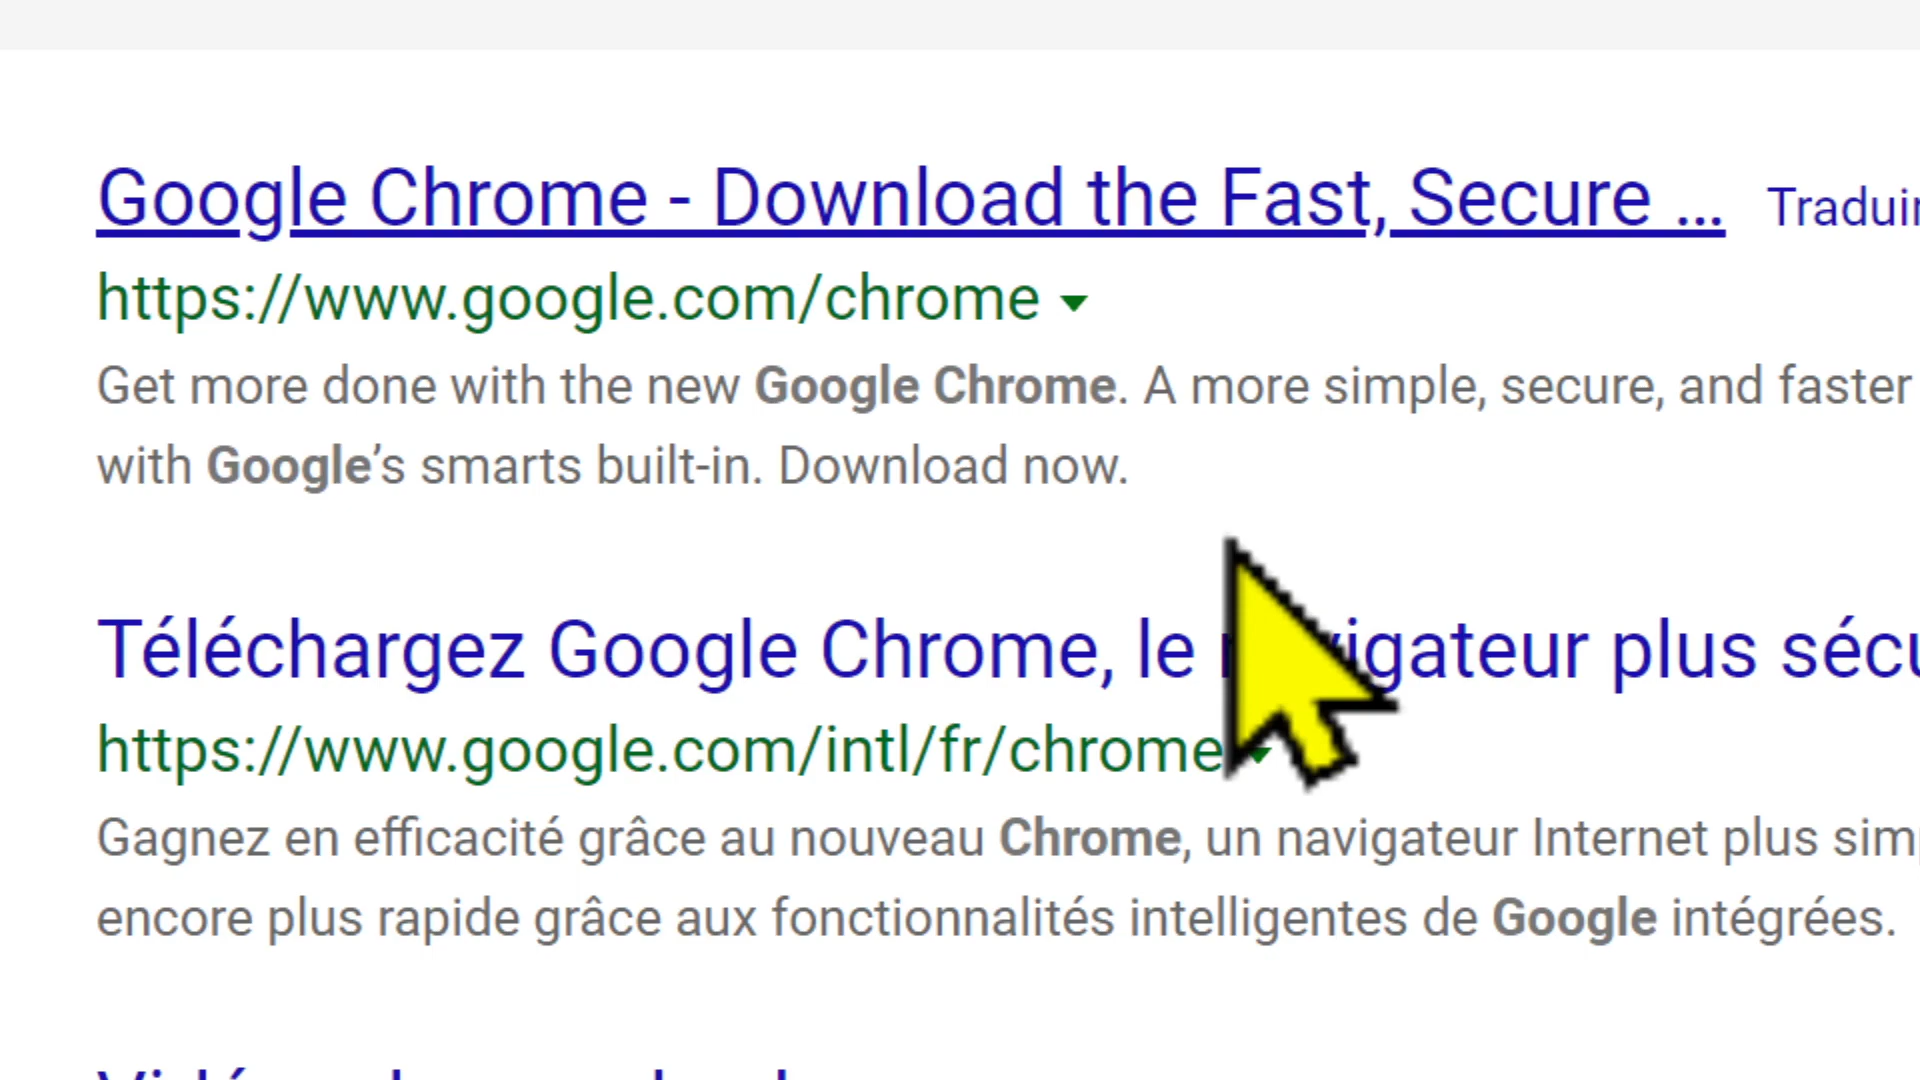 Google Chrome - Download the Fast, Secure ...
https://www.google.com/chrome
Get more done with the new Google Chrome. A more simple, secure, and faster
with Google’s smarts built-in. Download now.
Téléchargez Google Chrome, le plus
https://www.google.com/intl/fr/chrome
Gagnez en efficacité grâce au nouveau Chrome, un navigateur Internet plus
encore plus rapide grâce aux fonctionnalités intelligentes de Google intégrées.